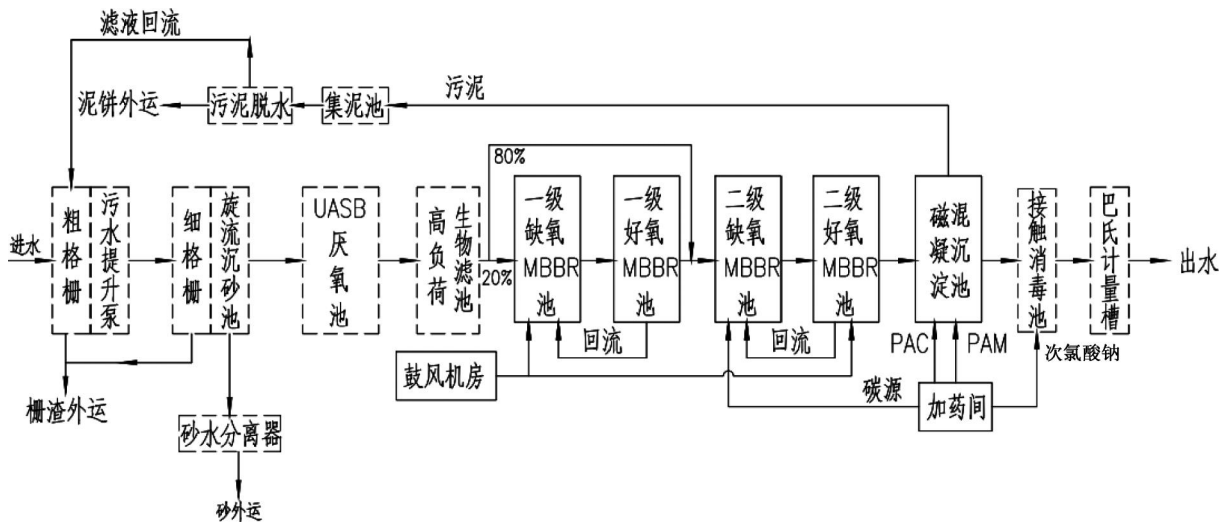 滤液回流
泥饼外运
污泥脱水
集泥池
污泥
80%
20%
进水
粗格栅
污水提升泵
细格栅
旋流沉砂池
UASB
厌氧池
高负荷
生物滤池
一级
缺氧
MBBR
池
一级
好氧
MBBR
池
二级
缺氧
MBBR
池
二级
好氧
MBBR
池
磁混
凝沉
淀池
接触消毒池
巴氏计量槽
出水
回流
回流
PAC
PAM
次氯酸钠
鼓风机房
碳源
加药间
栅渣外运
砂水分离器
砂外运